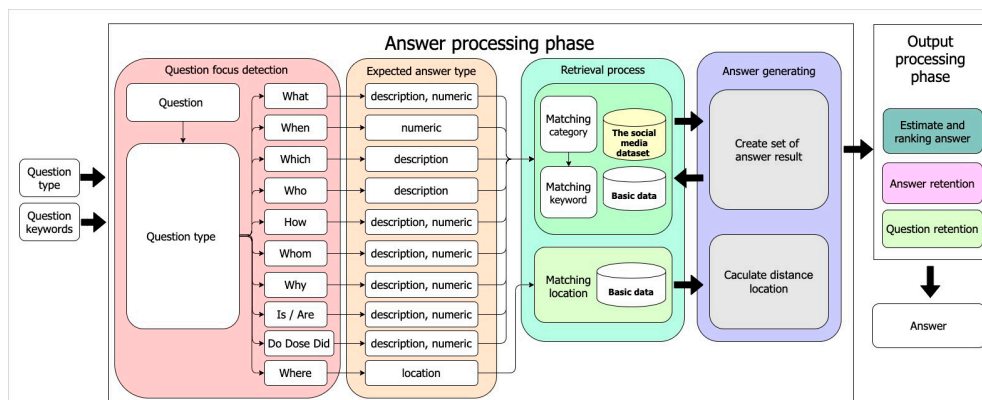 Answer processing phase
Question focus detection
Question
Question type
Question
type
Question
keywords
What
When
Which
Who
How
Whom
Why
Is / Are
Do Dose Did
Where
Expected answer type
description, numeric
numeric
description
description
description, numeric
description, numeric
description, numeric
description, numeric
description, numeric
location
Retrieval process
Matching
category
The social
media
dataset
Matching
keyword
Basic data
Matching
location
Basic data
Answer generating
Create set of
answer result
Caculate distance
location
Output
processing
phase
Estimate and
ranking answer
Answer retention
Question retention
Answer